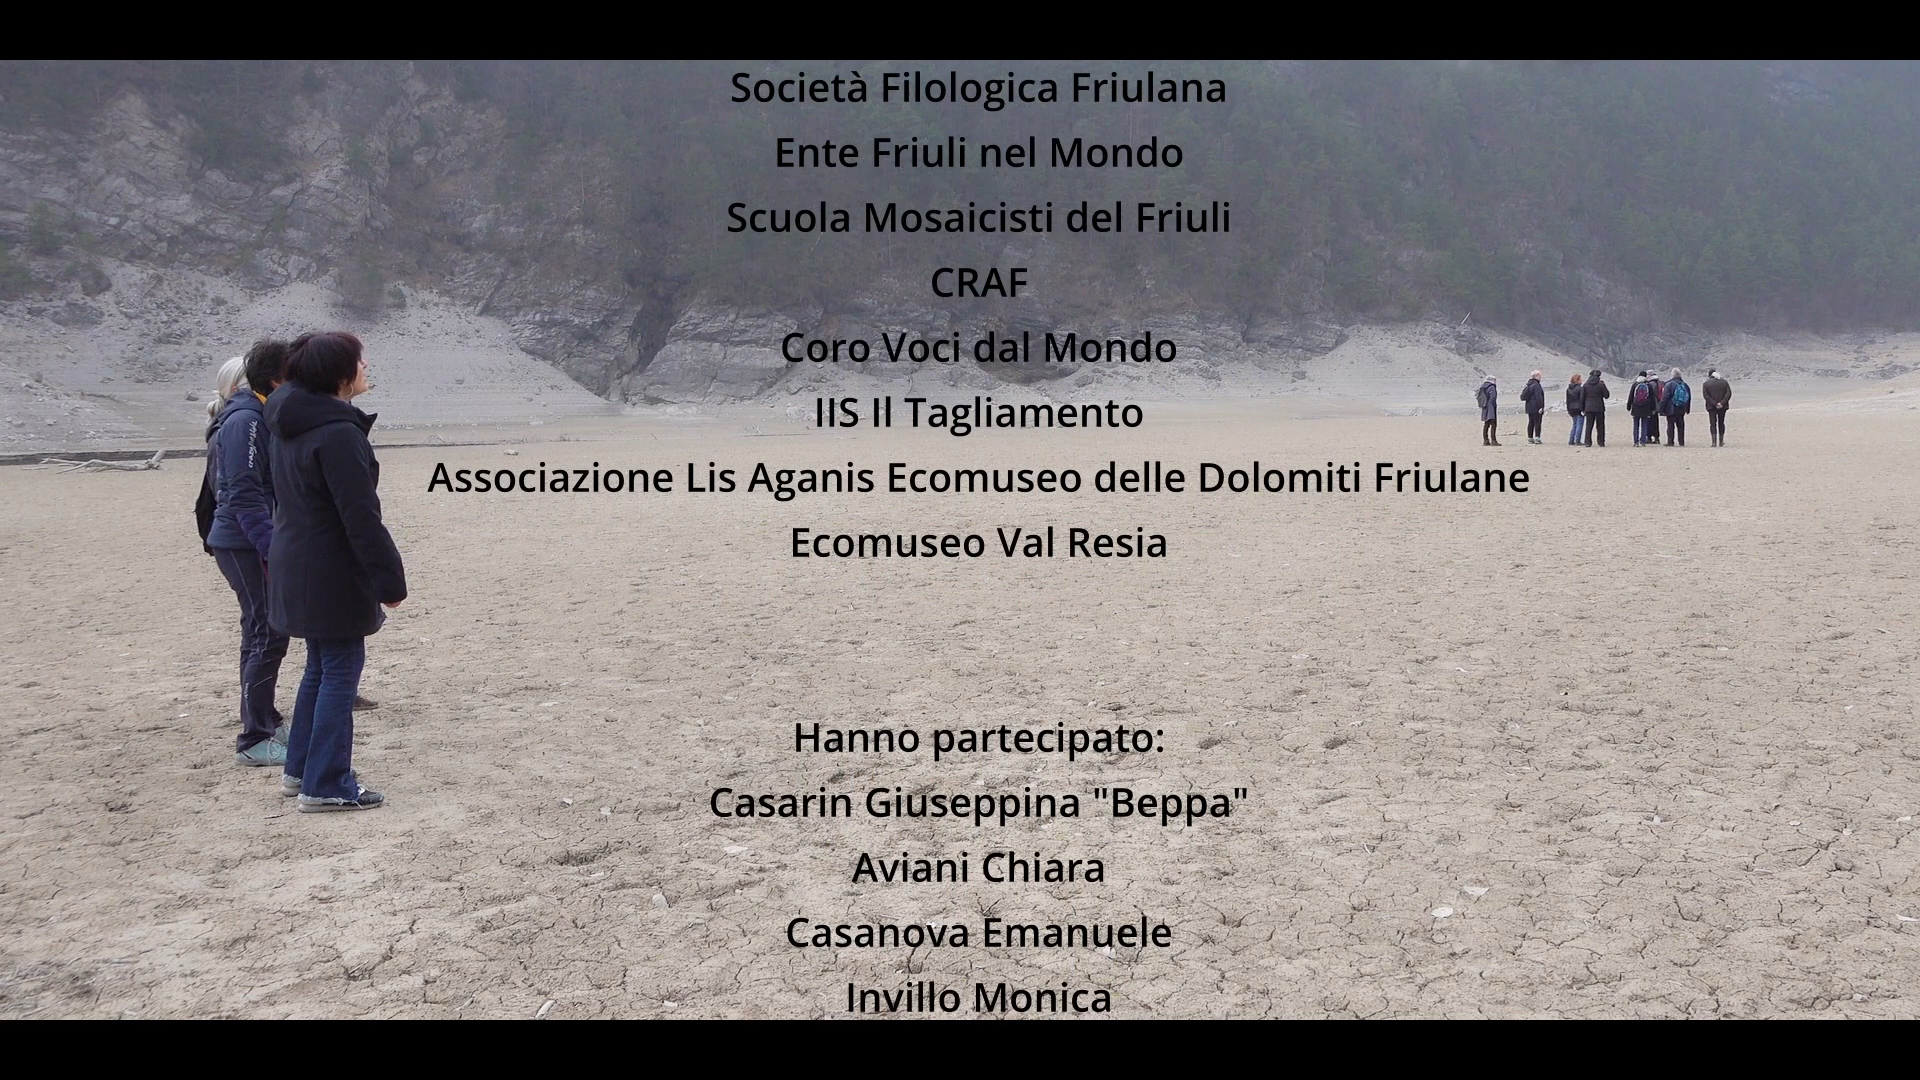 Società Filologica Friulana
Ente Friuli nel Mondo
Scuola Mosaicisti del Friuli
CRAF
Coro Voci dal Mondo
IIS Il Tagliamento
Associazione Lis Aganis Ecomuseo delle Dolomiti Friulane
Ecomuseo Val Resia
Hanno partecipato:
Casarin Giuseppina "Beppa"
Aviani Chiara
Casanova Emanuele
Invillo Monica